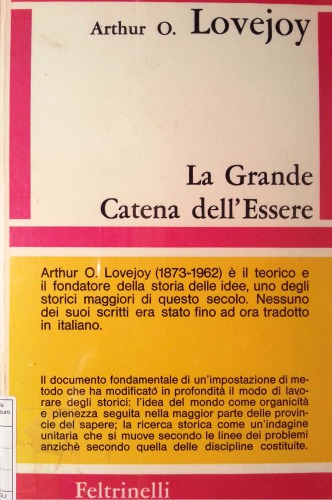 Arthur O. Lovejoy
La Grande
Catena dell'Essere
Arthur O. Lovejoy (1873-1962) è il teorico e
il fondatore della storia delle idee, uno degli
storici maggiori di questo secolo. Nessuno
dei suoi scritti era stato fino ad ora tradotto
in italiano.
Il documento fondamentale di un'impostazione di me-
todo che ha modificato in profondità il modo di lavo-
rare degli storici: l'idea del mondo come organicità
e pienezza seguita nella maggior parte delle provin-
cie del sapere; la ricerca storica come un'indagine
unitaria che si muove secondo le linee dei problemi
anzichè secondo quella delle discipline costituite.
Feltrinelli